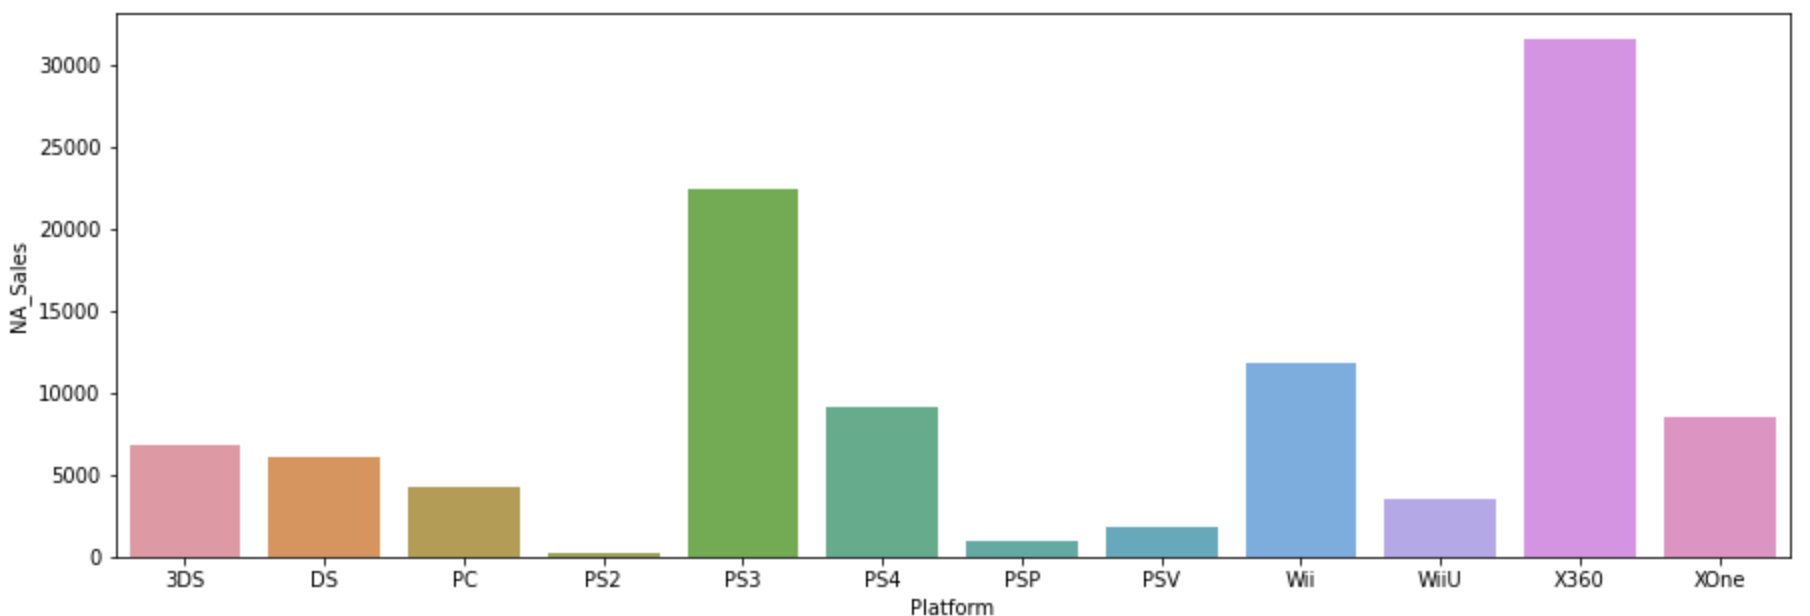 30000
25000
20000
15000
10000
5000
0
NA_Sales
3DS DS PC PS2 PS3 PS4 PSP PSV Wii WiiU X360 XOne
Platform